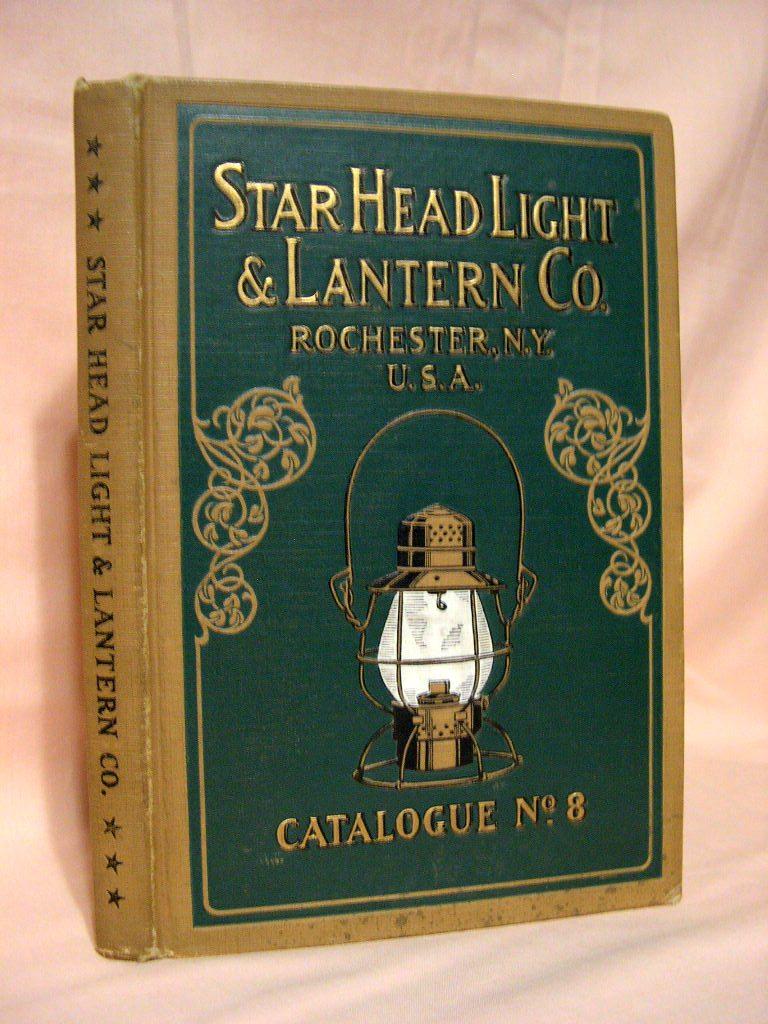 ★ ★ ★ STAR HEAD LIGHT & LANTERN CO. ★ ★ ★
STAR HEAD LIGHT
& LANTERN CO.
ROCHESTER, N.Y.
U.S.A.
CATALOGUE Nº 8